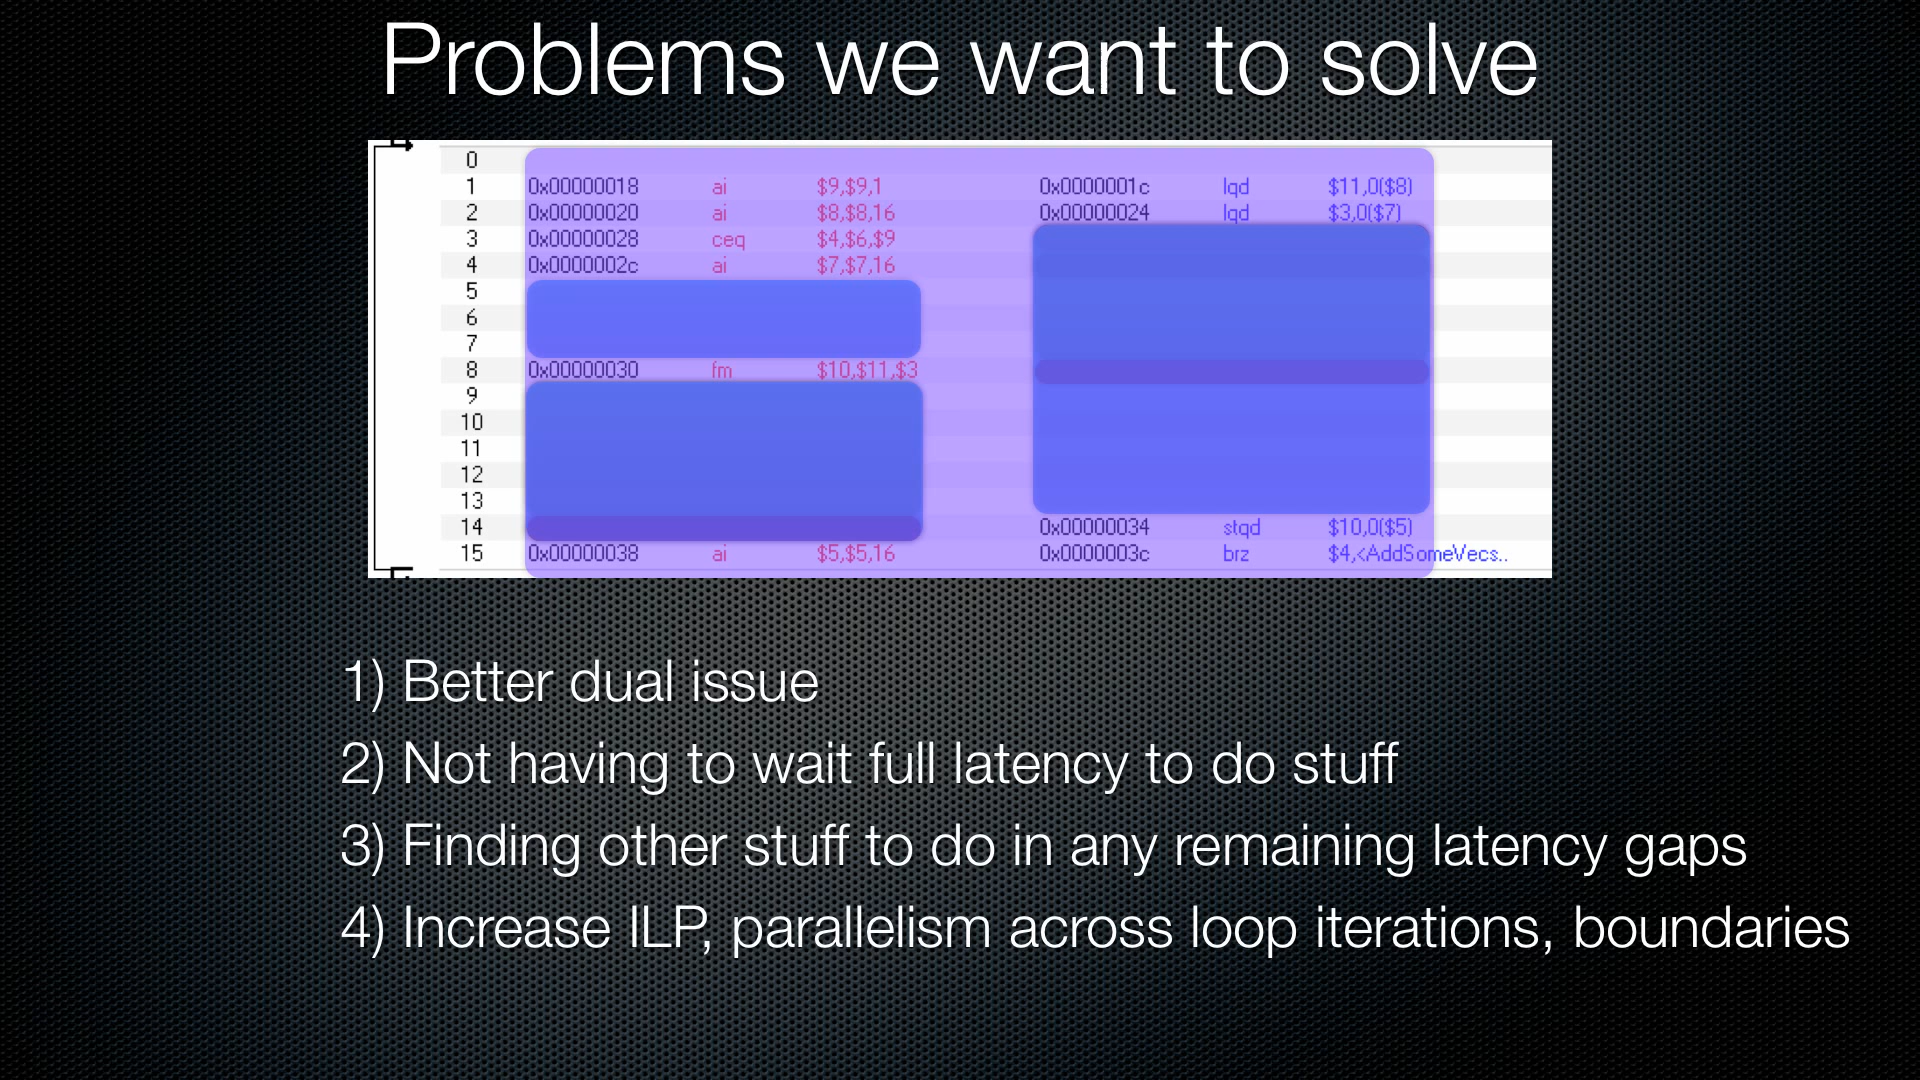 Problems we want to solve
0
1 0x00000018 ai $9,$9,1 0x0000001c lqd $11,0($8)
2 0x00000020 ai $8,$8,16 0x00000024 lqd $3,0($7)
3 0x00000028 ceq $4,$6,$9
4 0x0000002c ai $7,$7,16
5
6
7
8 0x00000030 fm $10,$11,$3
9
10
11
12
13
14 0x00000034 stqd $10,0($5)
15 0x00000038 ai $5,$5,16 0x0000003c brz $4,<AddSomeVecs..
1) Better dual issue
2) Not having to wait full latency to do stuff
3) Finding other stuff to do in any remaining latency gaps
4) Increase ILP, parallelism across loop iterations, boundaries